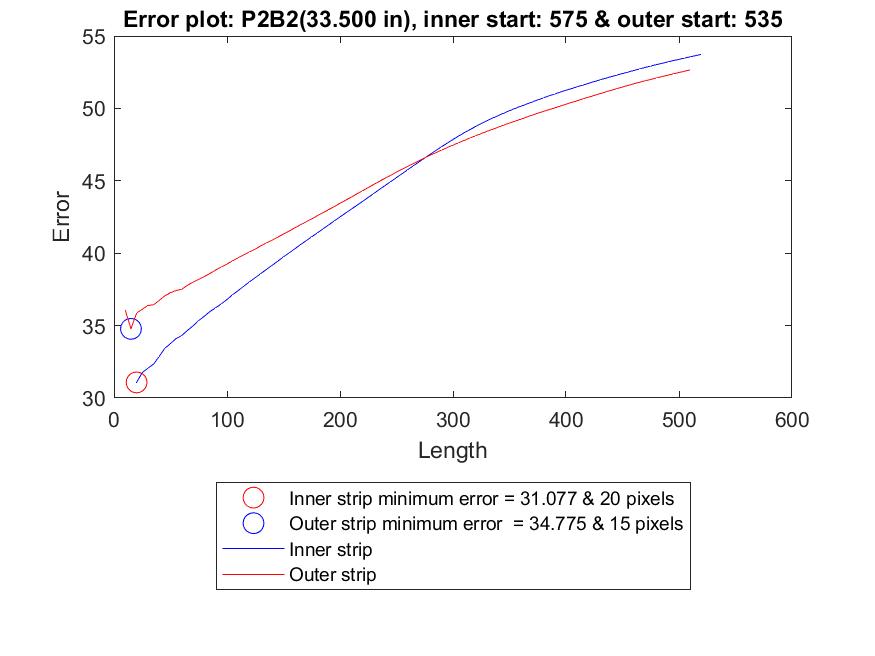 Error plot: P2B2(33.500 in), inner start: 575 & outer start: 535
55
50
45
40
35
30
Error
0 100 200 300 400 500 600
Length
Inner strip minimum error = 31.077 & 20 pixels
Outer strip minimum error  = 34.775 & 15 pixels
Inner strip
Outer strip